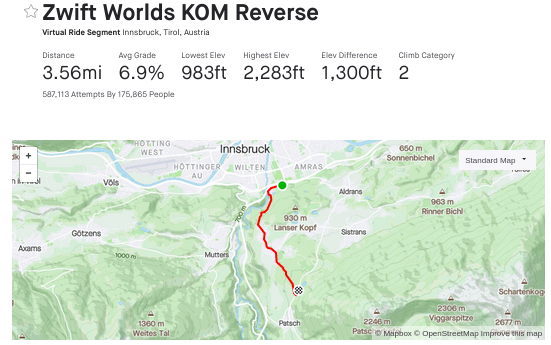 Zwift Worlds KOM Reverse
Virtual Ride Segment Innsbruck, Tirol, Austria
Distance Avg Grade Lowest Elev Highest Elev Elev Difference Climb Category
3.56mi 6.9% 983ft 2,283ft 1,300ft 2
587,113 Attempts By 175,865 People
HÖTTING WEST
Innsbruck
650 m
Sonnenbichel
+
−
HÖTTINGER AU
WILTEN
AMRAS
Standard Map
Völs
Aldrans
700 m
930 m
Lanser Kopf
963 m
Rinner Bichl
Götzens
Sistrans
Axams
1000 m
Mutters
1360 m
Weites Tal
Patsch
2246 m
2306 m
Viggarspitze
2677 m
© Mapbox © OpenStreetMap Improve this map